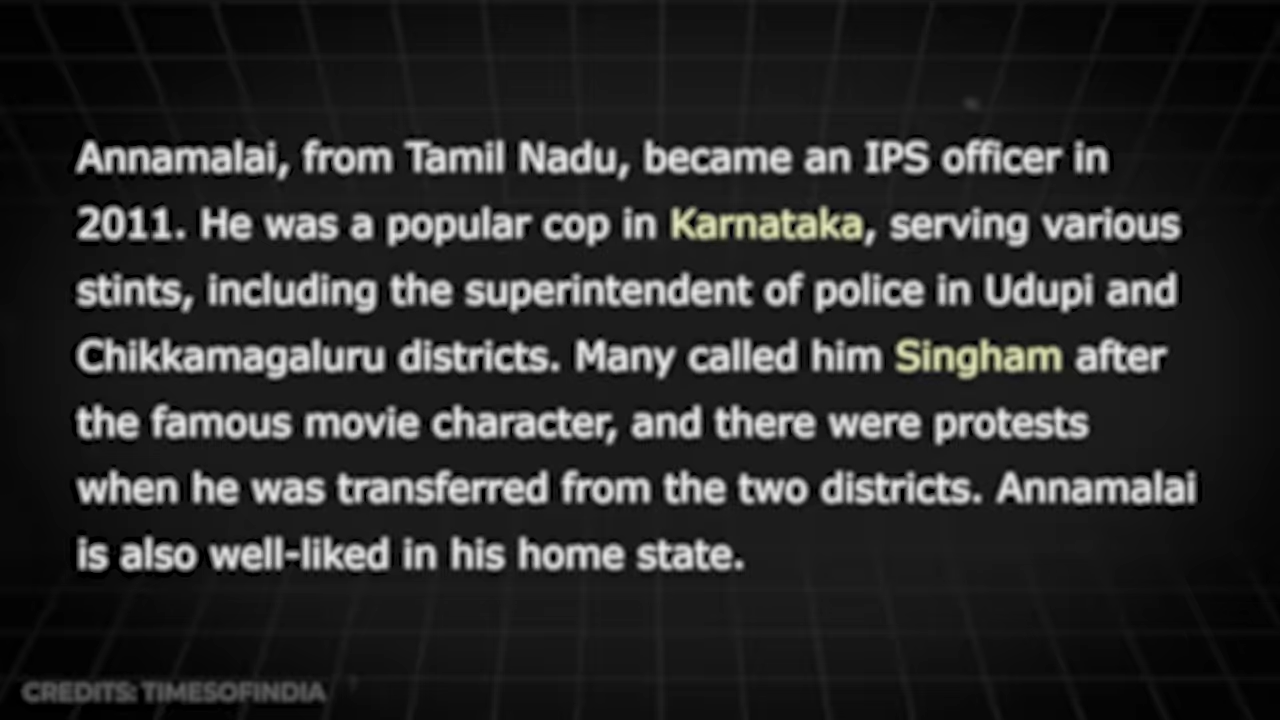 Annamalai, from Tamil Nadu, became an IPS officer in
2011. He was a popular cop in Karnataka, serving various
stints, including the superintendent of police in Udupi and
Chikkamagaluru districts. Many called him Singham after
the famous movie character, and there were protests
when he was transferred from the two districts. Annamalai
is also well-liked in his home state.
CREDITS: TIMESOFINDIA